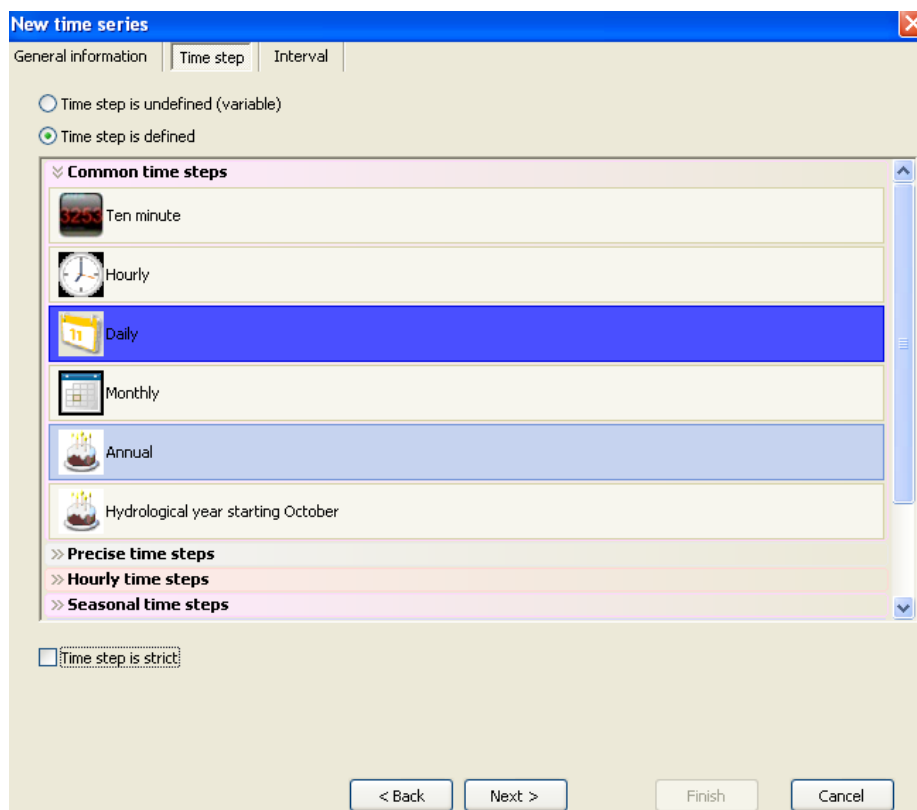 New time series
General information Time step Interval
Time step is undefined (variable)
Time step is defined
Common time steps
3253 Ten minute
Hourly
11 Daily
Monthly
Annual
Hydrological year starting October
Precise time steps
Hourly time steps
Seasonal time steps
Time step is strict
< Back Next > Finish Cancel